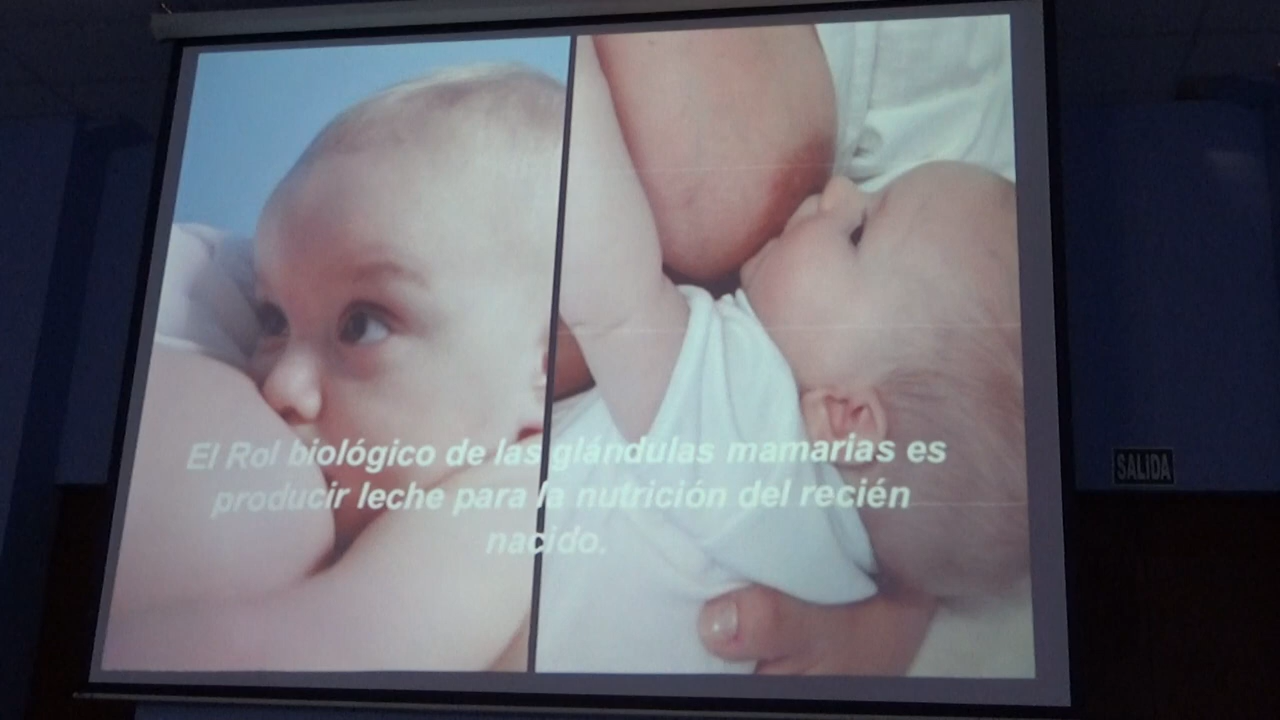 El Rol biológico de las glándulas mamarias es
producir leche para la nutrición del recién
nacido.
SALIDA